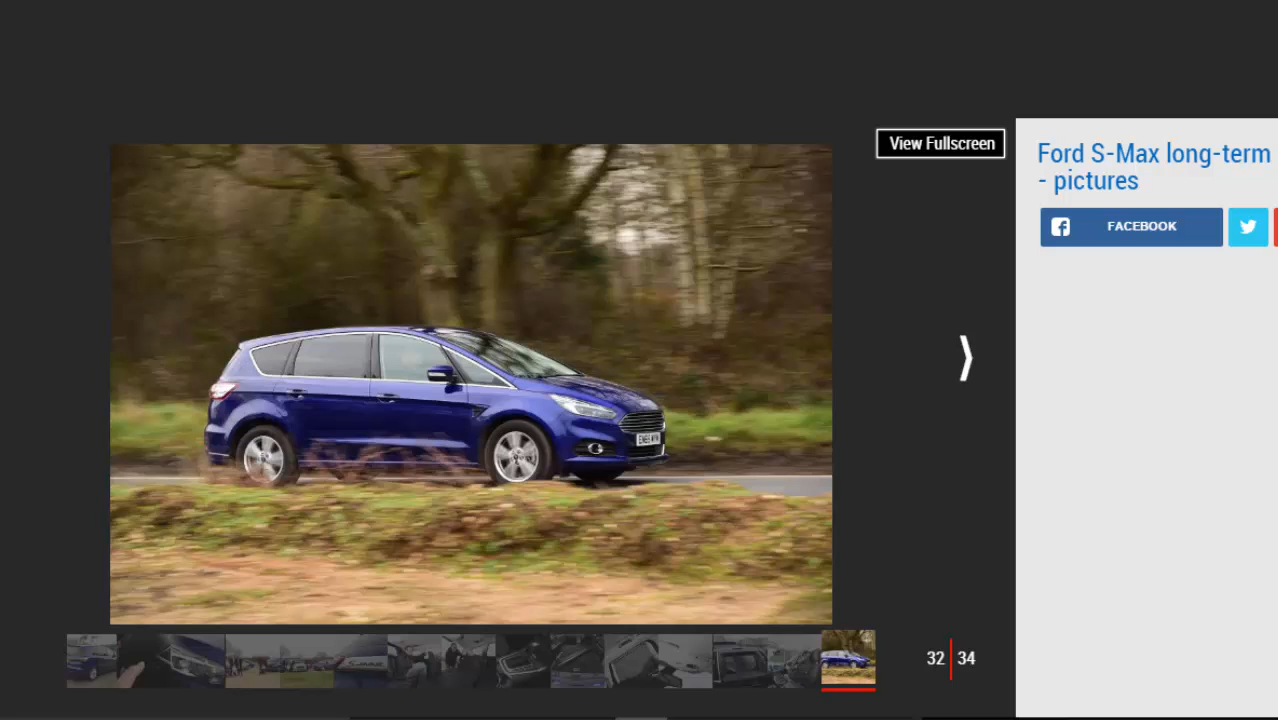 View Fullscreen
Ford S-Max long-term
- pictures
FACEBOOK
32 34